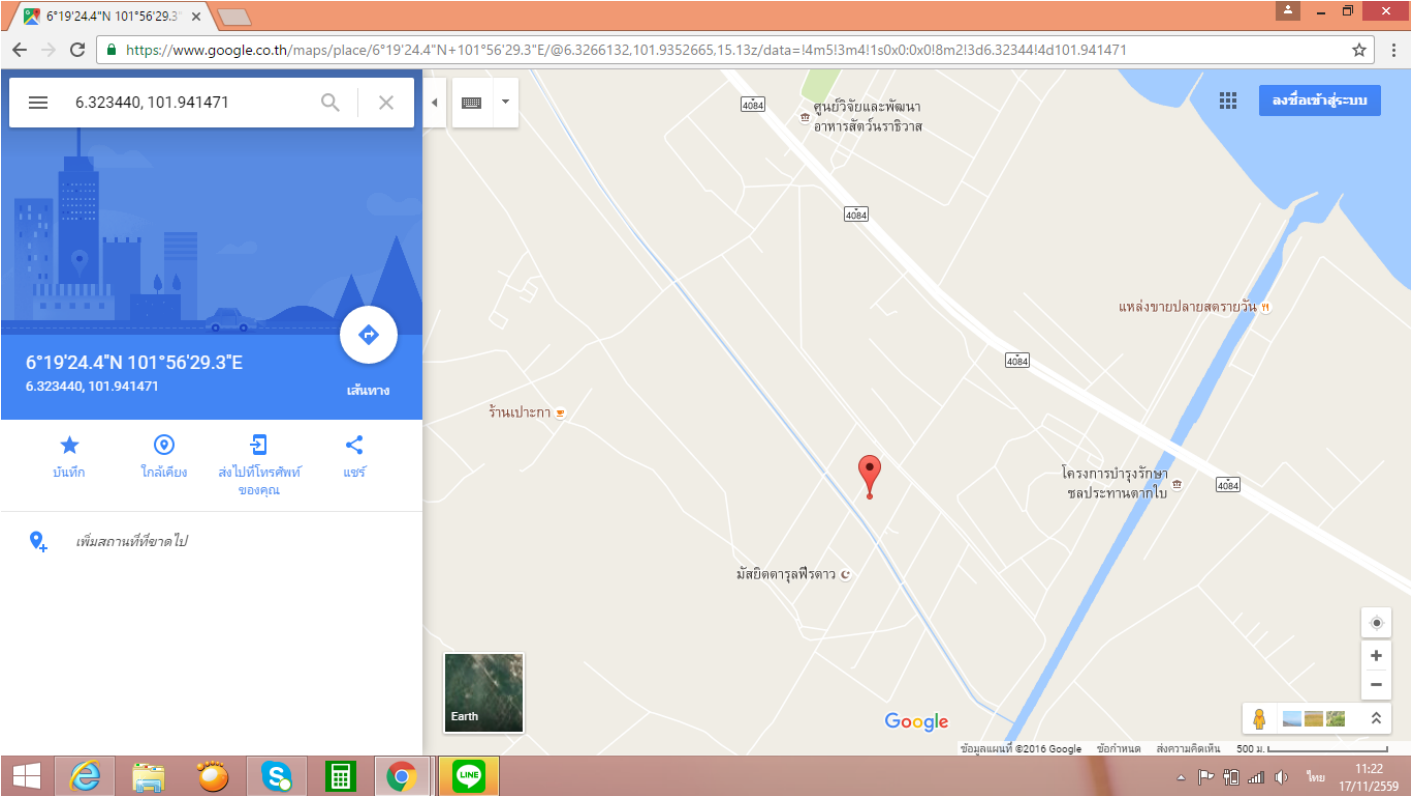 6°19'24.4"N 101°56'29.3"
https://www.google.co.th/maps/place/6°19'24.4"N+101°56'29.3"E/@6.3266132,101.9352665,15.13z/data=!4m5!3m4!1s0x0:0x0!8m2!3d6.32344!4d101.941471
6.323440, 101.941471
ลงชื่อเข้าสู่ระบบ
4084
ศูนย์วิจัยและพัฒนา
อาหารสัตว์นราธิวาส
4084
แหล่งขายปลายสดรายวัน
4084
6°19'24.4"N 101°56'29.3"E
6.323440, 101.941471
เส้นทาง
ร้านเปาะกา
บันทึก
ใกล้เคียง
ส่งไปที่โทรศัพท์
ของคุณ
แชร์
โครงการบำรุงรักษา
ชลประทานตากใบ
4084
เพิ่มสถานที่ที่ขาดไป
มัสยิดดารุลฟีรดาว
Earth
Google
ข้อมูลแผนที่ ©2016 Google ข้อกำหนด ส่งความคิดเห็น 500 ม.
LINE
ไทย
11:22
17/11/2559